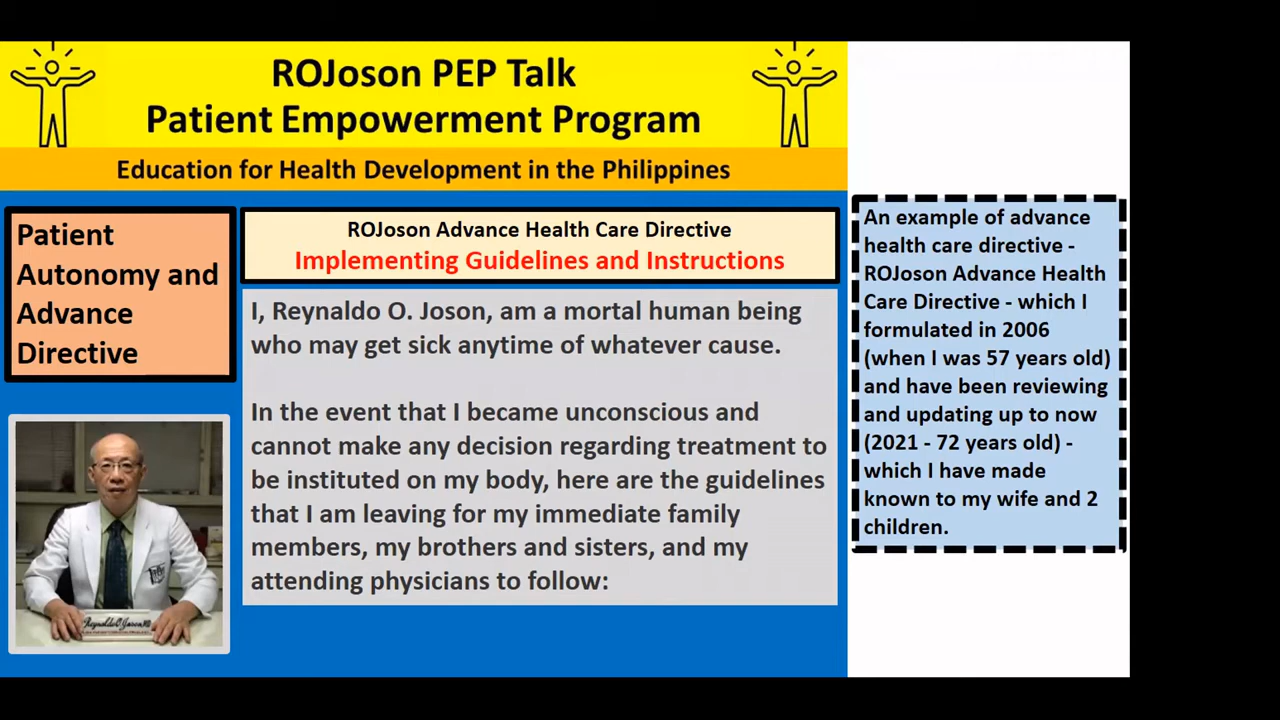 ROJoson PEP Talk
Patient Empowerment Program
Education for Health Development in the Philippines
Patient
Autonomy and
Advance
Directive
ROJoson Advance Health Care Directive
Implementing Guidelines and Instructions
I, Reynaldo O. Joson, am a mortal human being
who may get sick anytime of whatever cause.
In the event that I became unconscious and
cannot make any decision regarding treatment to
be instituted on my body, here are the guidelines
that I am leaving for my immediate family
members, my brothers and sisters, and my
attending physicians to follow:
Reynaldo O. Joson
An example of advance
health care directive -
ROJoson Advance Health
Care Directive - which I
formulated in 2006
(when I was 57 years old)
and have been reviewing
and updating up to now
(2021 - 72 years old) -
which I have made
known to my wife and 2
children.